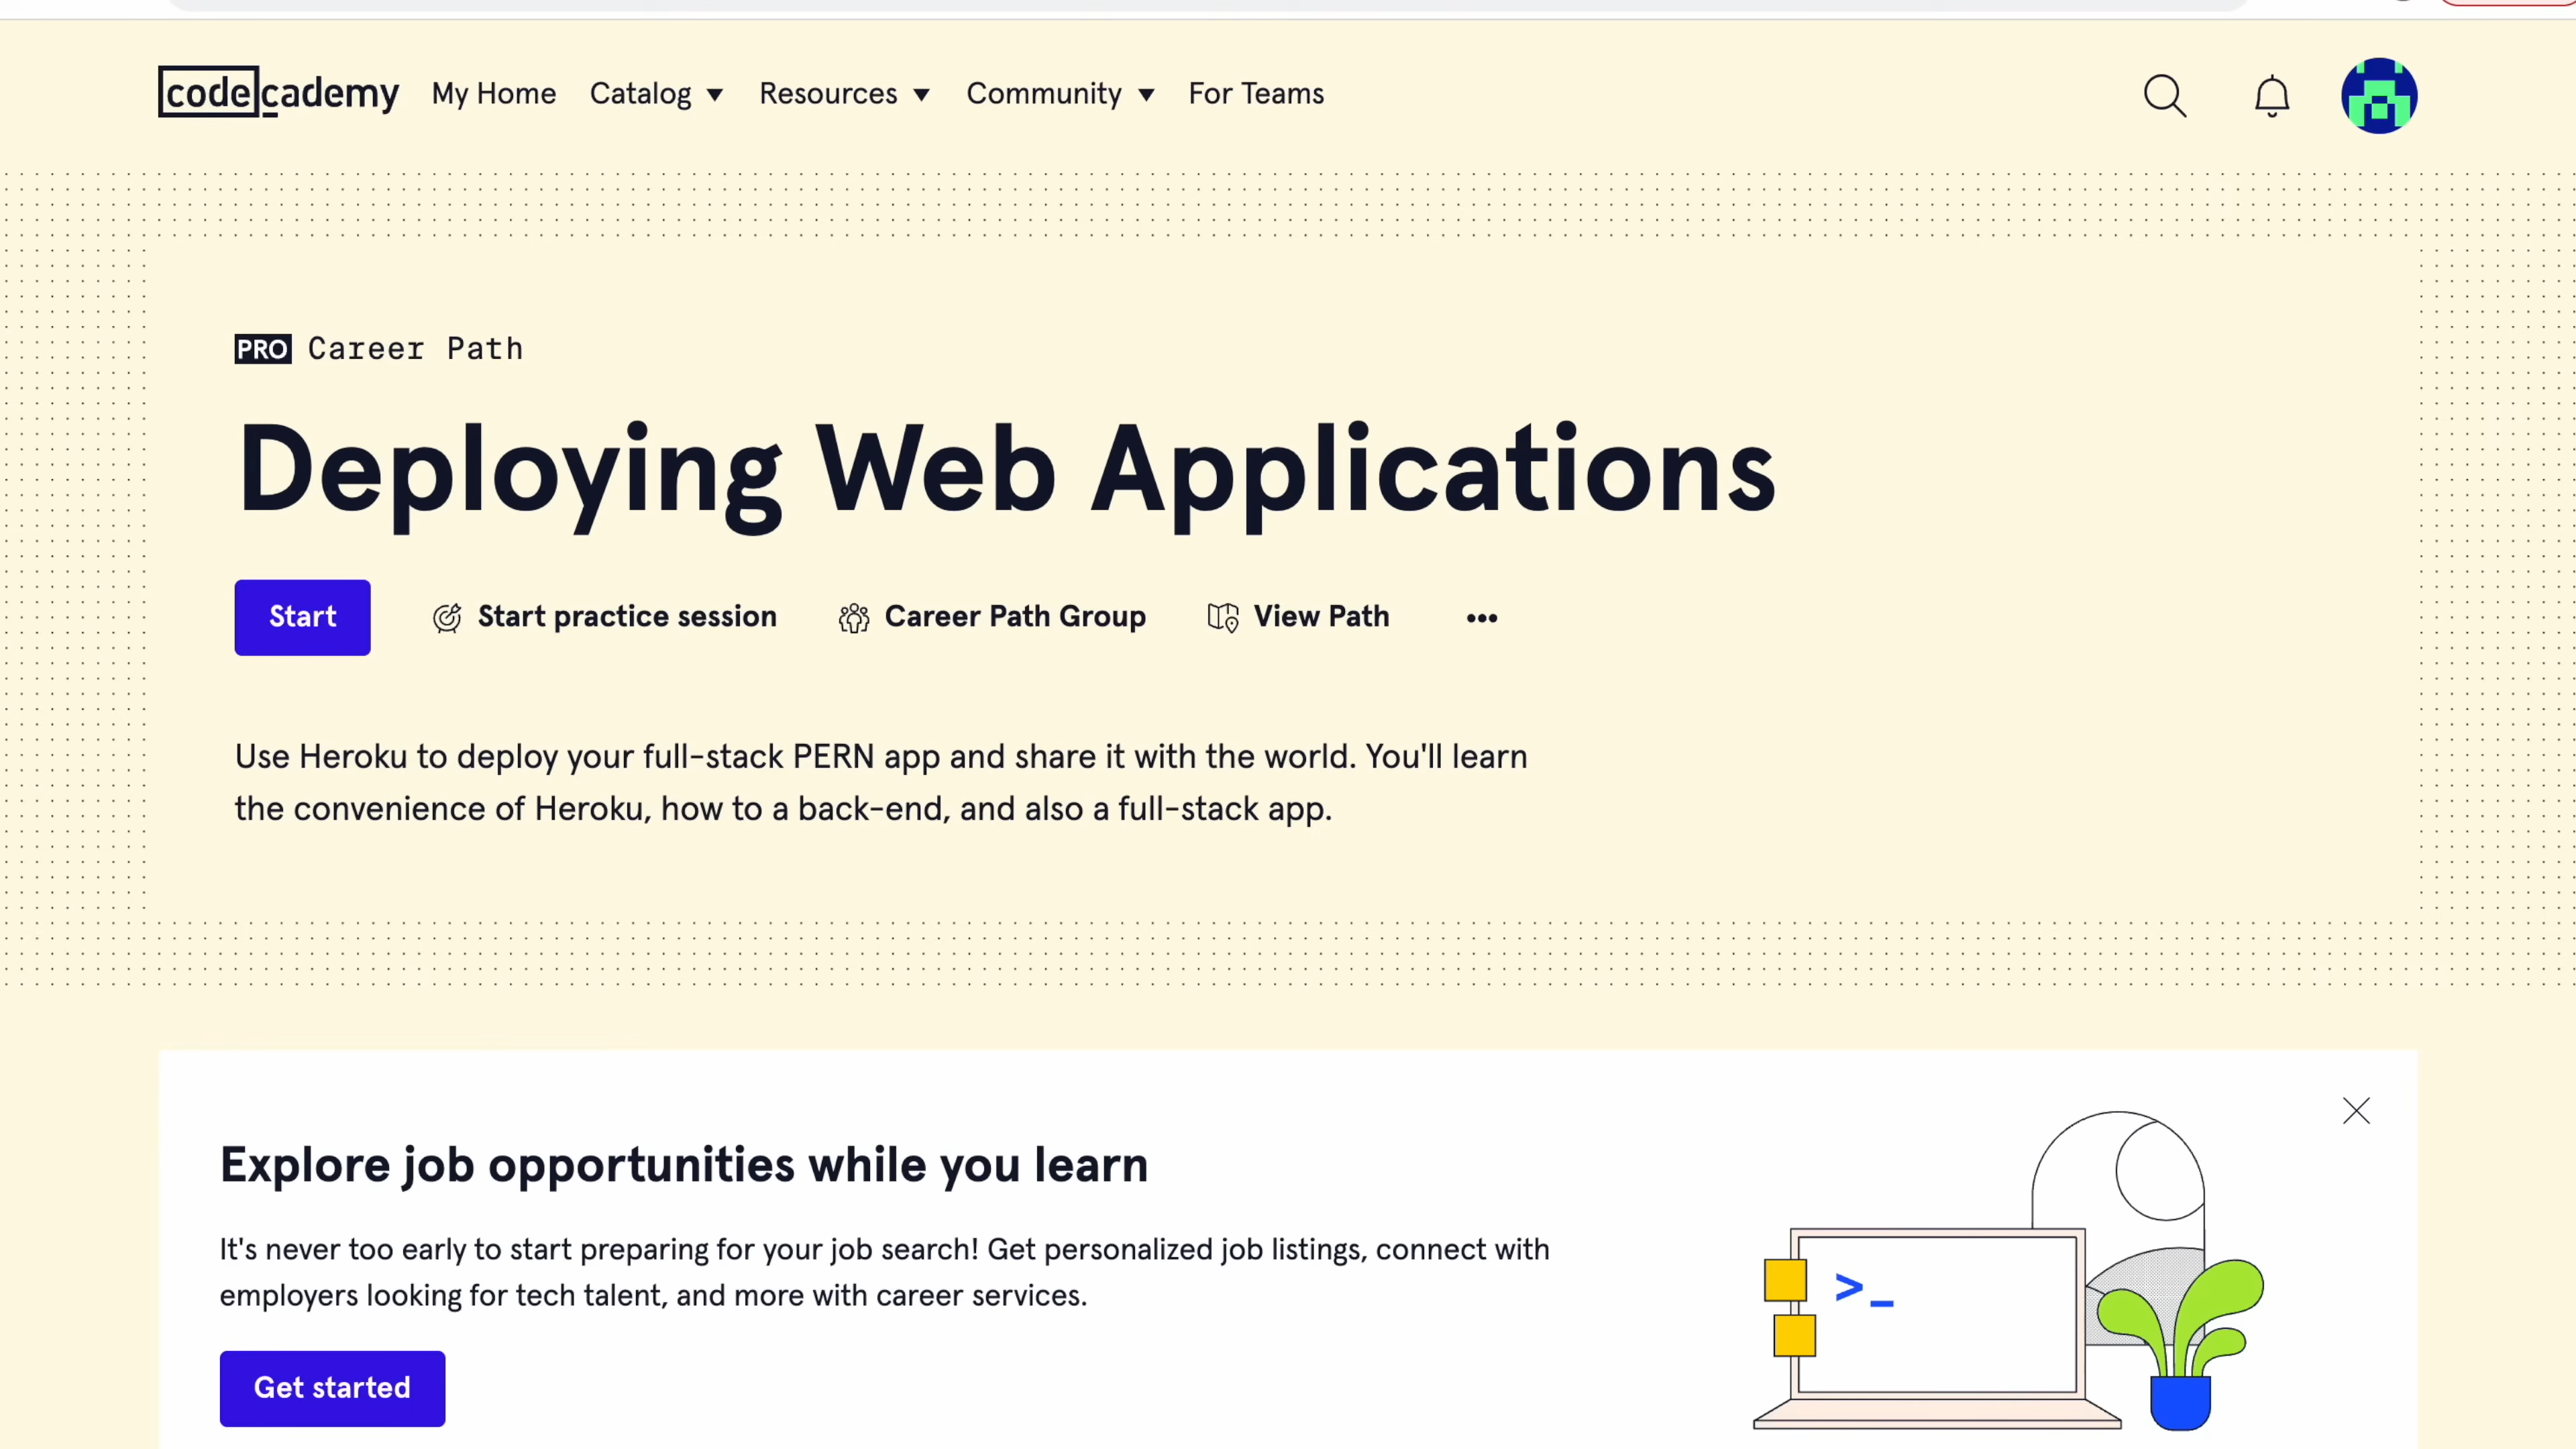 codecademy My Home Catalog Resources Community For Teams
PRO Career Path
Deploying Web Applications
Start Start practice session Career Path Group View Path
Use Heroku to deploy your full-stack PERN app and share it with the world. You'll learn
the convenience of Heroku, how to a back-end, and also a full-stack app.
Explore job opportunities while you learn
It's never too early to start preparing for your job search! Get personalized job listings, connect with
employers looking for tech talent, and more with career services.
>_
Get started